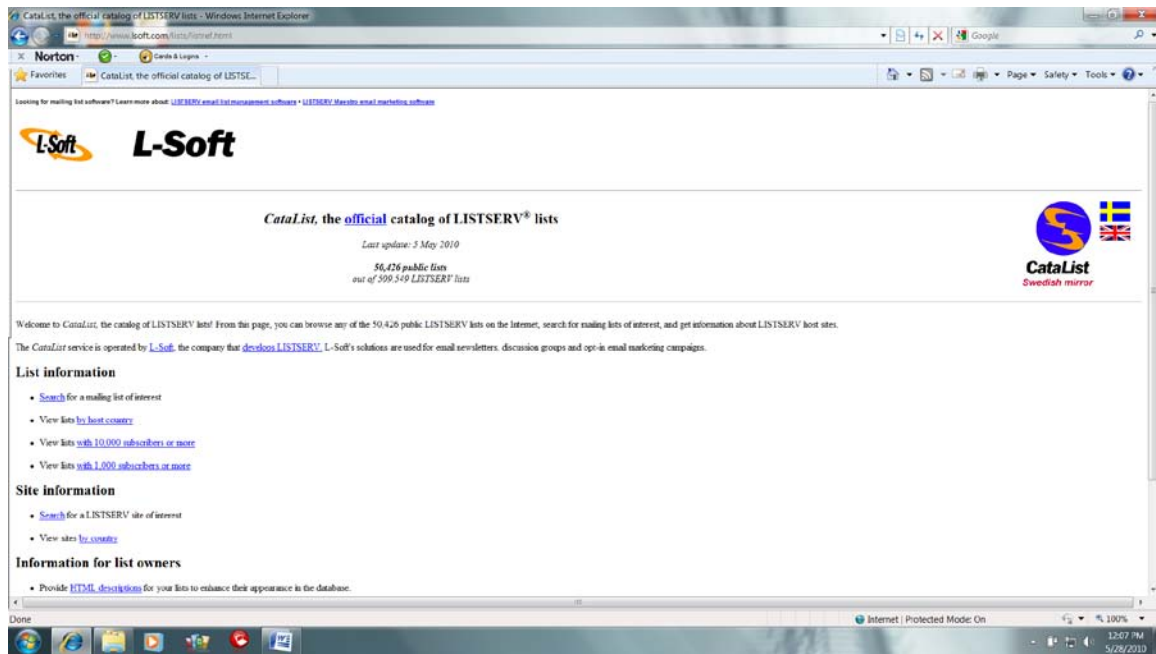 CataList, the official catalog of LISTSERV lists - Windows Internet Explorer
http://www.lsoft.com/lists/listref.html
Google
Norton
Cards & Logins
Favorites
CataList, the official catalog of LISTSE...
Page
Safety
Tools
Looking for mailing list software? Learn more about: LISTSERV email list management software • LISTSERV Maestro email marketing software
L-Soft
L-Soft
CataList, the official catalog of LISTSERV® lists
Last update: 5 May 2010
50,426 public lists
out of 509,549 LISTSERV lists
CataList
Swedish mirror
Welcome to CataList, the catalog of LISTSERV lists! From this page, you can browse any of the 50,426 public LISTSERV lists on the Internet, search for mailing lists of interest, and get information about LISTSERV host sites.
The CataList service is operated by L-Soft, the company that develops LISTSERV. L-Soft's solutions are used for email newsletters, discussion groups and opt-in email marketing campaigns.
List information
• Search for a mailing list of interest
• View lists by host country
• View lists with 10,000 subscribers or more
• View lists with 1,000 subscribers or more
Site information
• Search for a LISTSERV site of interest
• View sites by country
Information for list owners
• Provide HTML descriptions for your lists to enhance their appearance in the database.
Done
Internet | Protected Mode: On
100%
12:07 PM
5/28/2010